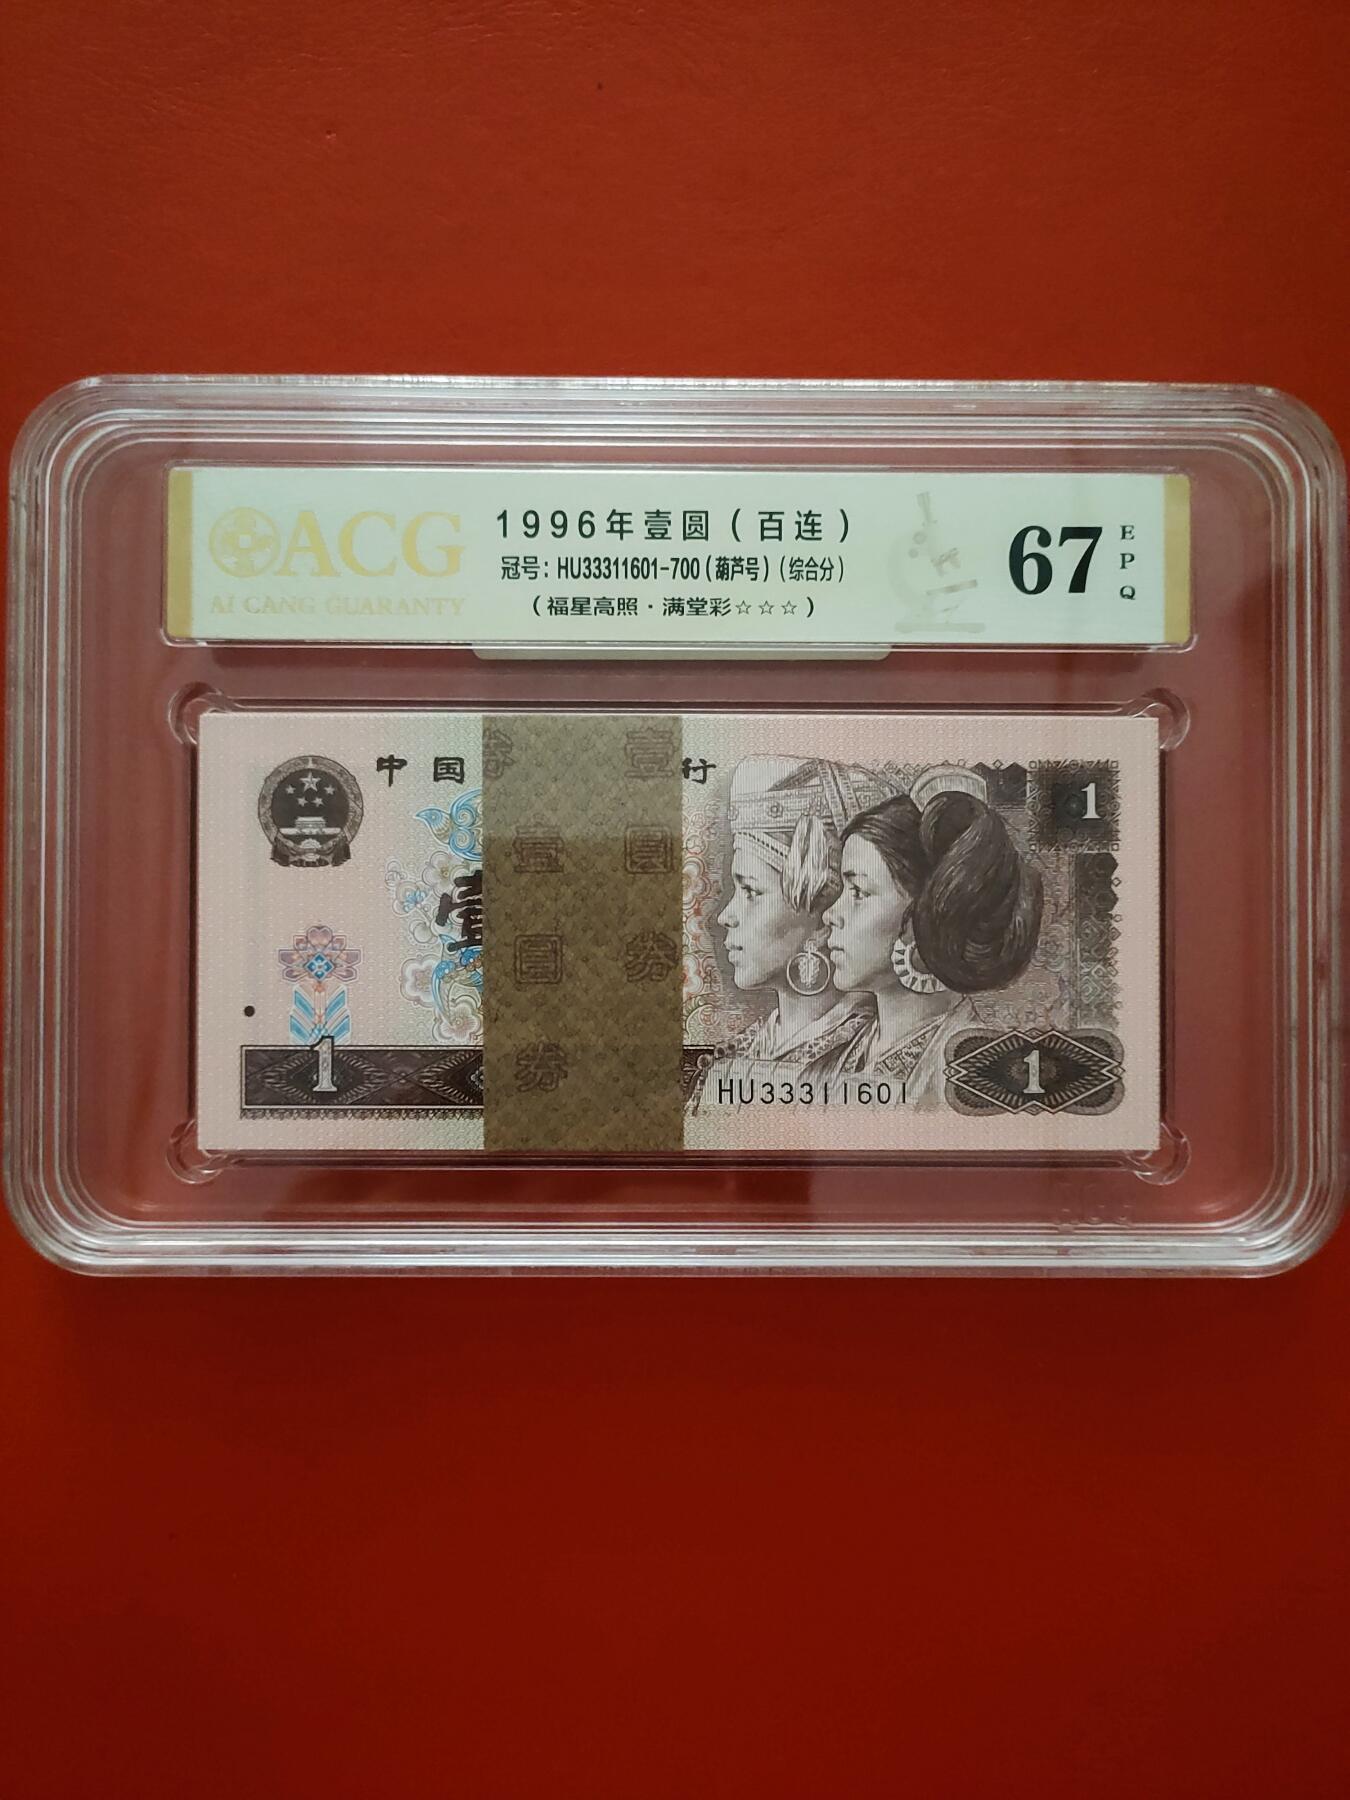 ACG
AI CANG GUARANTY
1996年壹圆（百连）
冠号：HU33311601-700（葫芦号）（综合分）
（福星高照·满堂彩☆☆☆）
67
E
P
Q
中国 行
壹
壹圆券
壹圆券
1
1
1
HU33311601